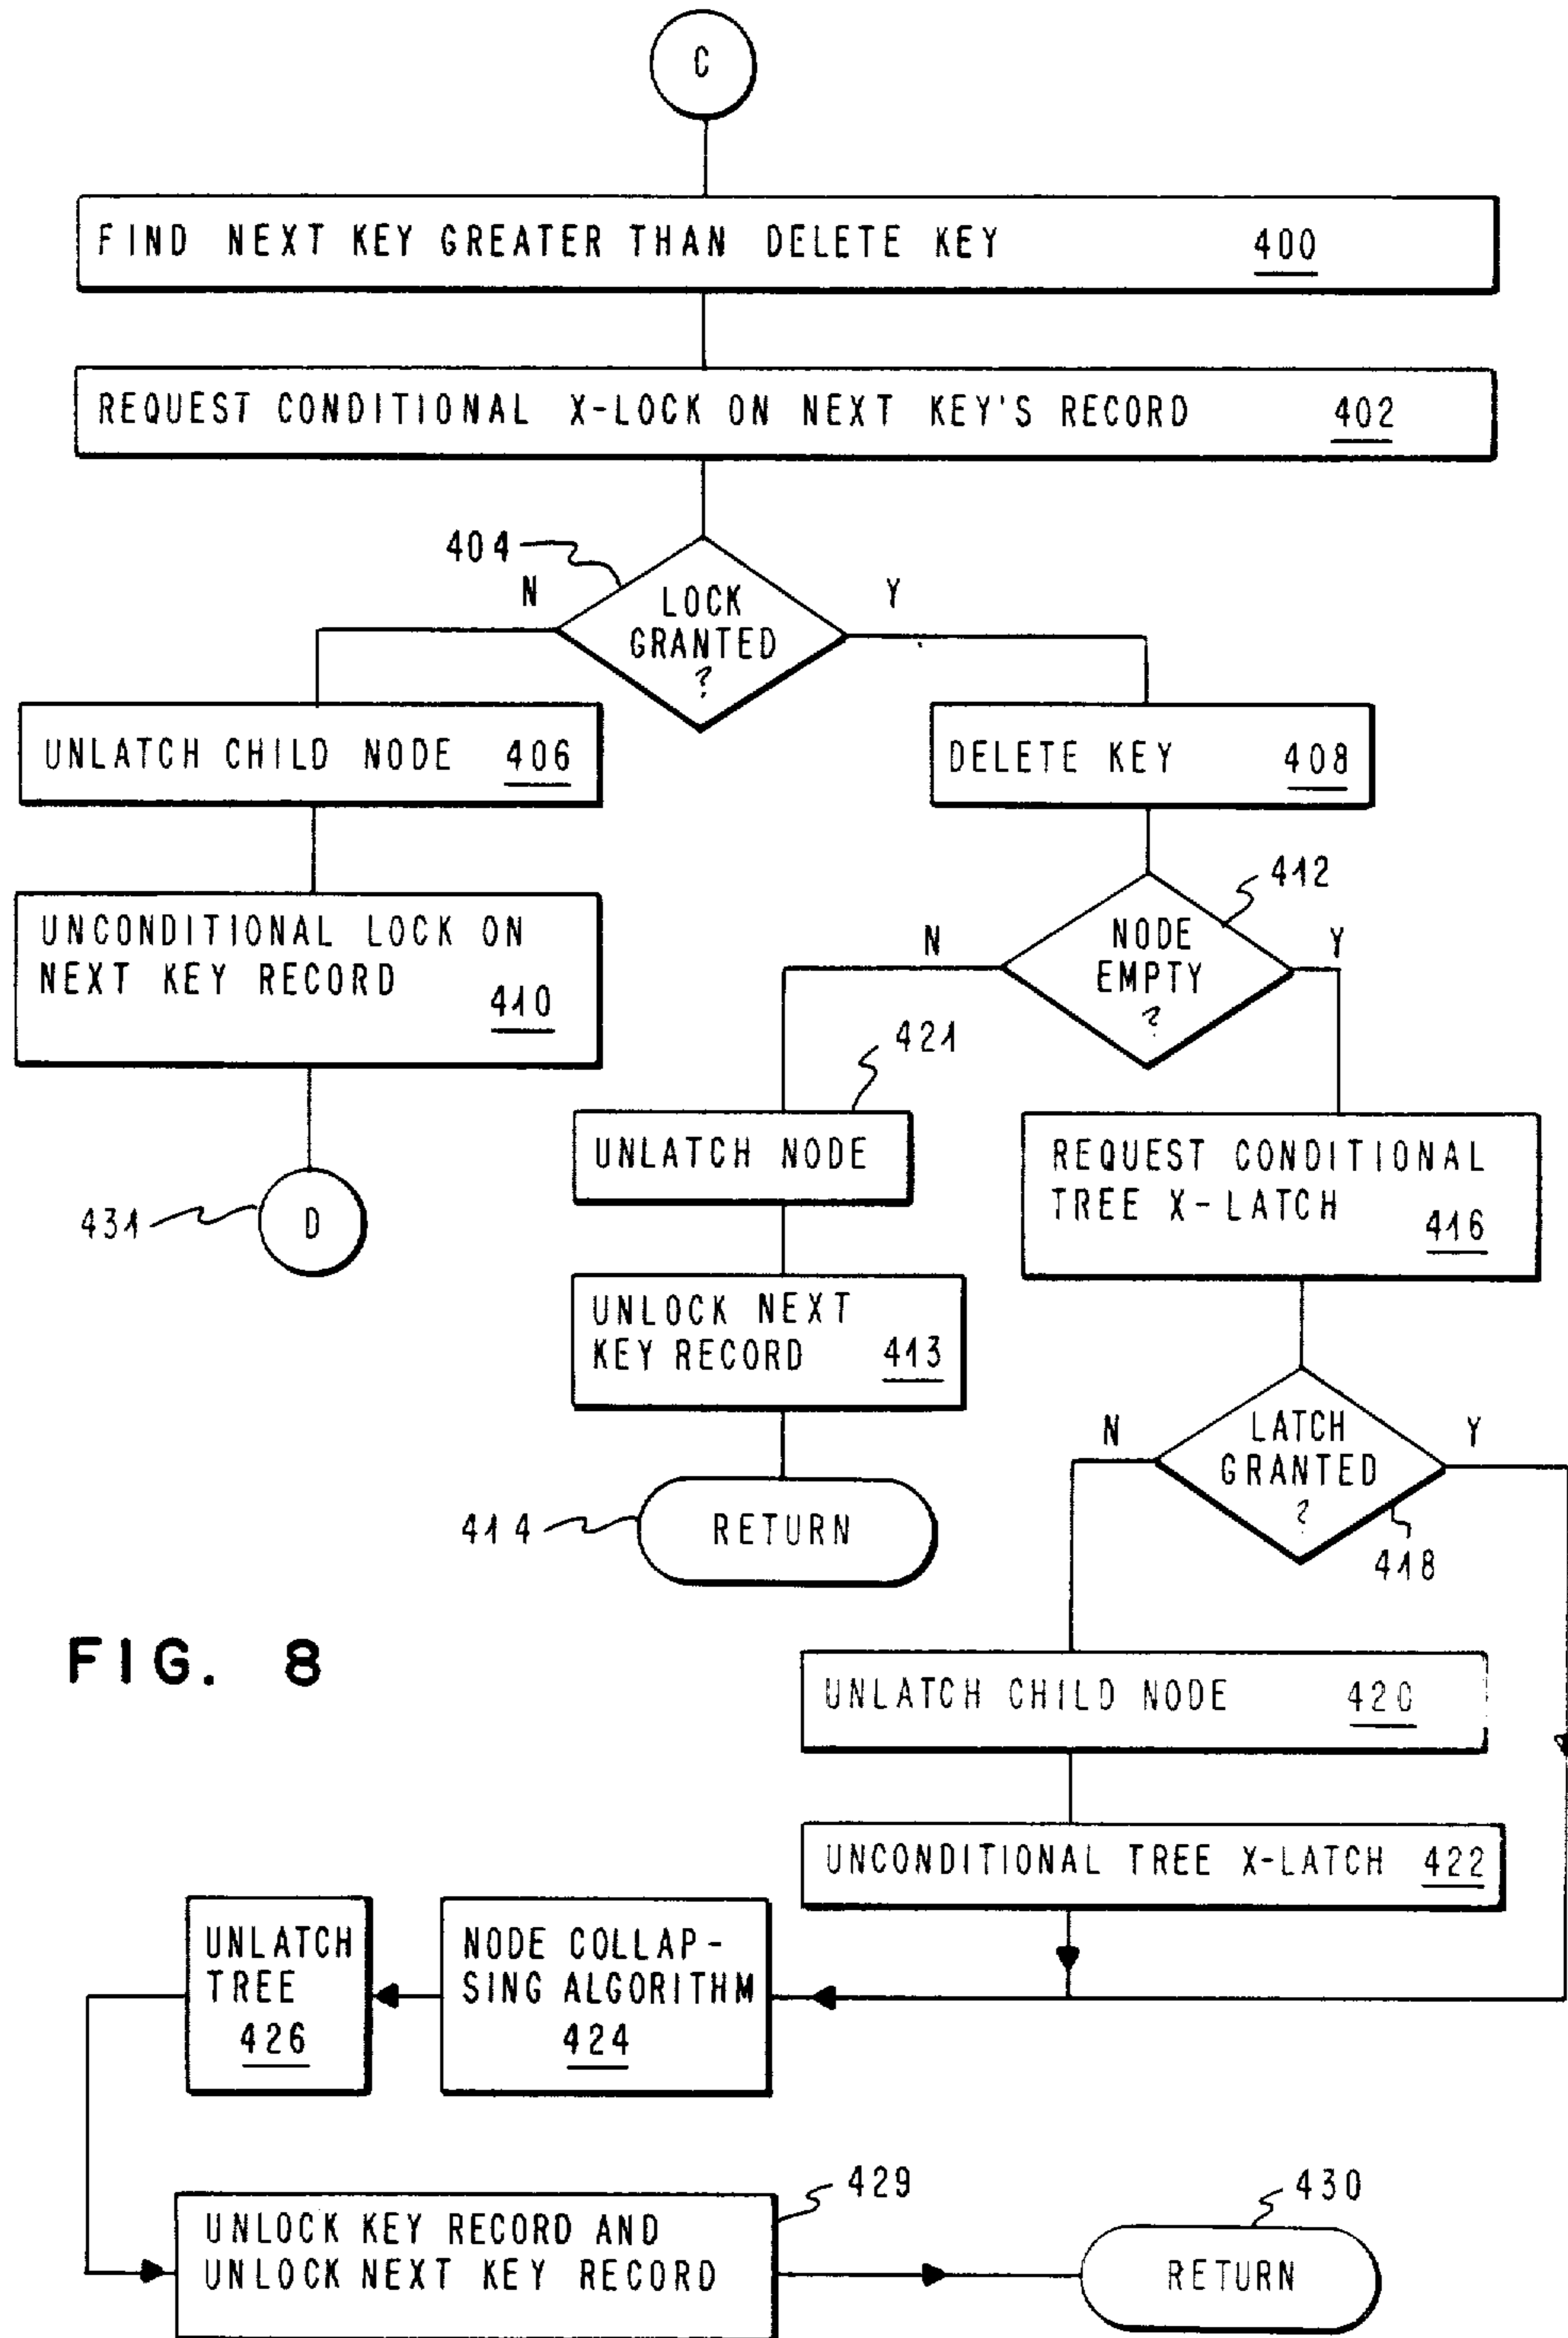 C
FIND NEXT KEY GREATER THAN DELETE KEY 400
REQUEST CONDITIONAL X-LOCK ON NEXT KEY'S RECORD 402
404
N
Y
LOCK
GRANTED
?
UNLATCH CHILD NODE 406
DELETE KEY 408
412
UNCONDITIONAL LOCK ON
NEXT KEY RECORD
410
N
Y
NODE
EMPTY
?
421
UNLATCH NODE
REQUEST CONDITIONAL
TREE X-LATCH
416
431
D
UNLOCK NEXT
KEY RECORD 413
N
Y
LATCH
GRANTED
?
418
414
RETURN
FIG. 8
UNLATCH CHILD NODE 420
UNCONDITIONAL TREE X-LATCH 422
UNLATCH
TREE
426
NODE COLLAP-
SING ALGORITHM
424
429
UNLOCK KEY RECORD AND
UNLOCK NEXT KEY RECORD
430
RETURN